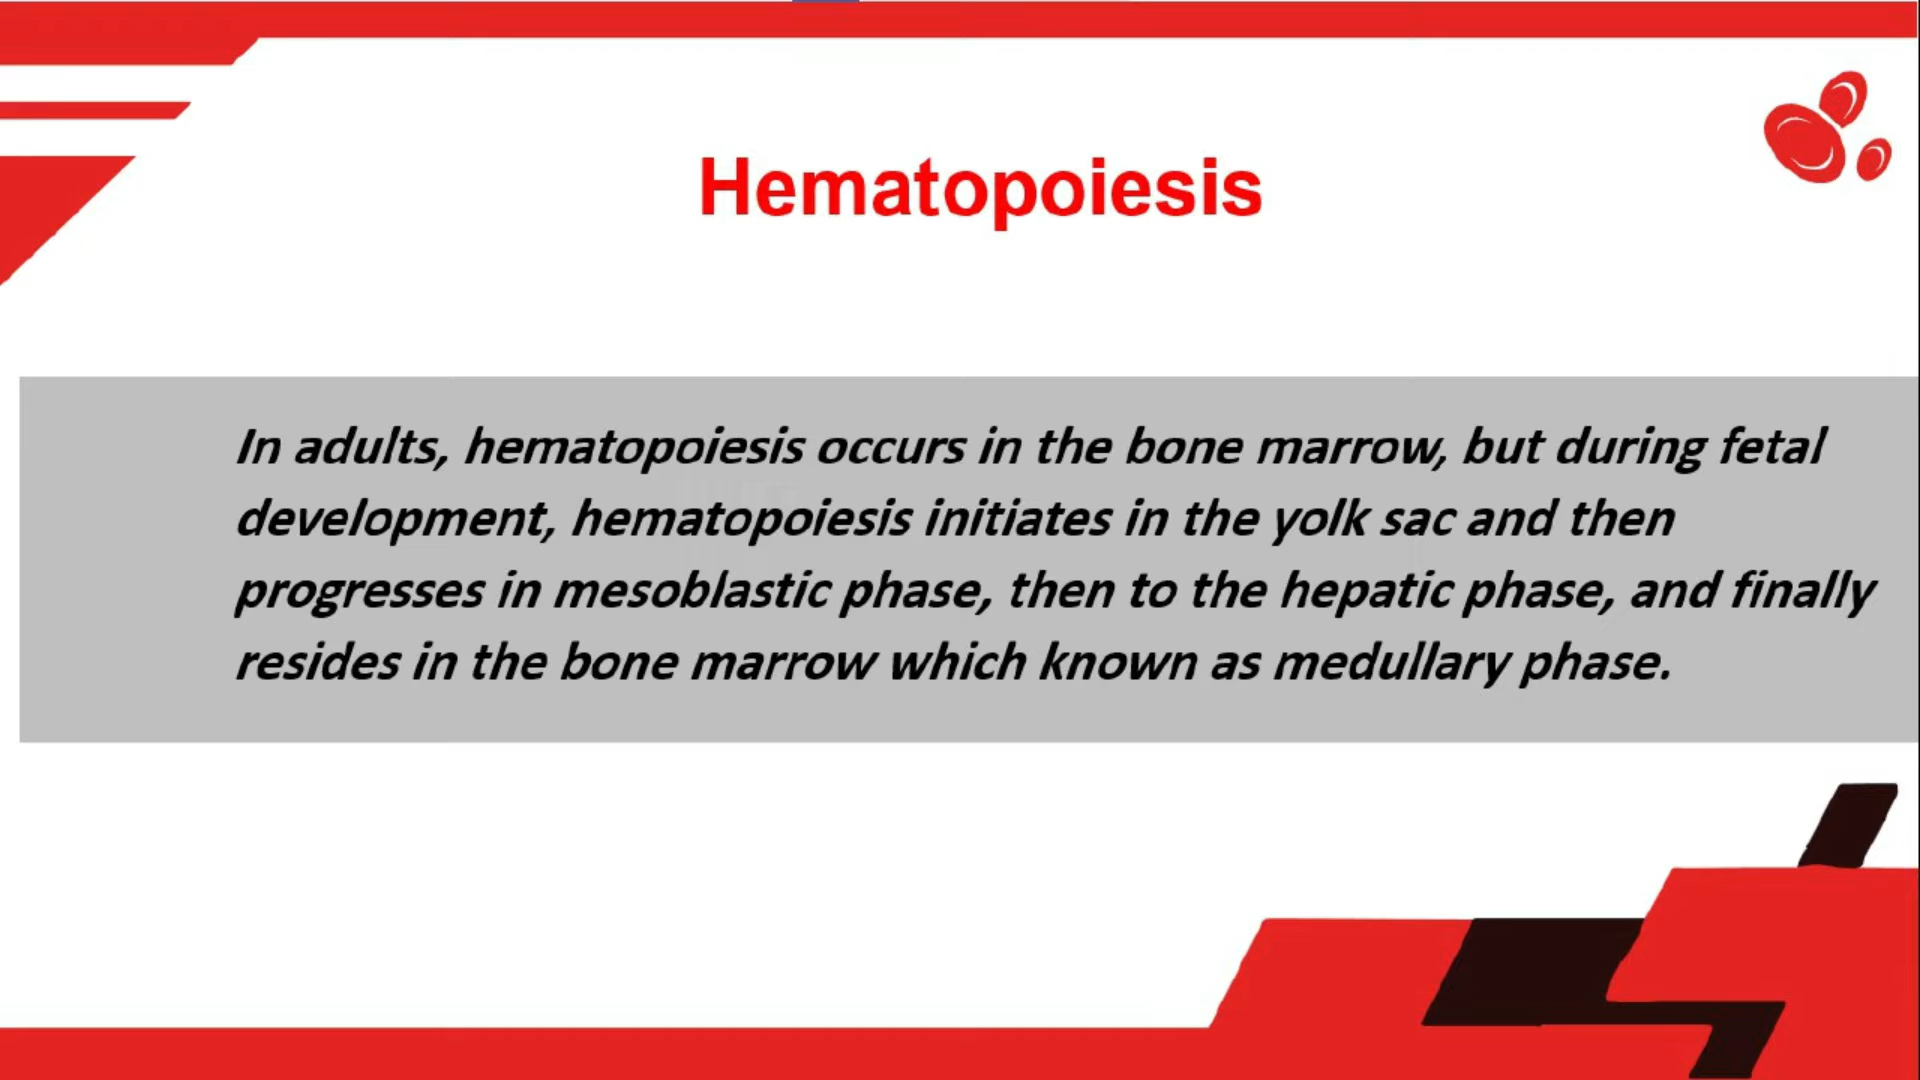 Hematopoiesis
In adults, hematopoiesis occurs in the bone marrow, but during fetal
development, hematopoiesis initiates in the yolk sac and then
progresses in mesoblastic phase, then to the hepatic phase, and finally
resides in the bone marrow which known as medullary phase.